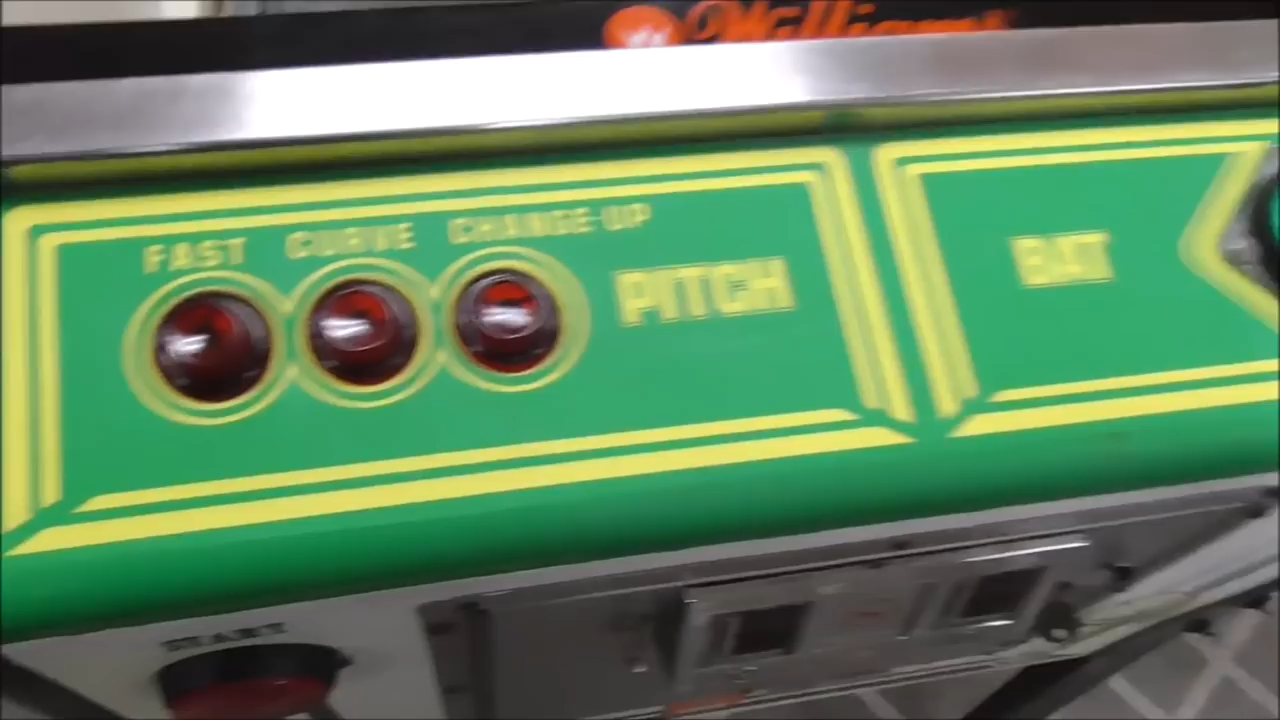 Williams
FAST CURVE CHANGE-UP
PITCH
BAT
START